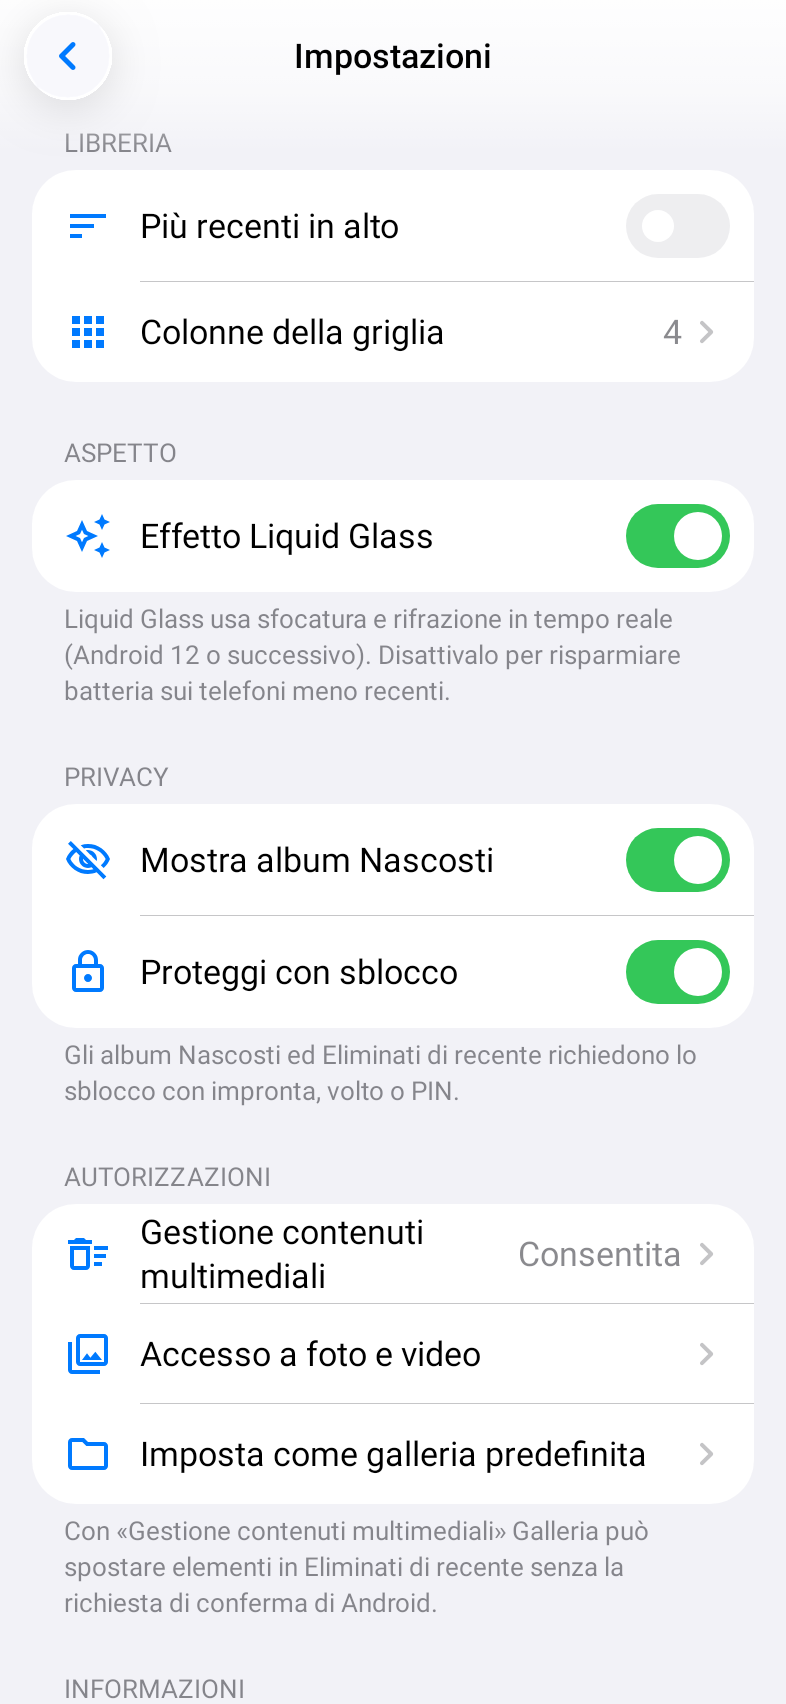 Impostazioni
LIBRERIA
Più recenti in alto
Colonne della griglia 4
ASPETTO
Effetto Liquid Glass
Liquid Glass usa sfocatura e rifrazione in tempo reale
(Android 12 o successivo). Disattivalo per risparmiare
batteria sui telefoni meno recenti.
PRIVACY
Mostra album Nascosti
Proteggi con sblocco
Gli album Nascosti ed Eliminati di recente richiedono lo
sblocco con impronta, volto o PIN.
AUTORIZZAZIONI
Gestione contenuti
multimediali
Consentita
Accesso a foto e video
Imposta come galleria predefinita
Con «Gestione contenuti multimediali» Galleria può
spostare elementi in Eliminati di recente senza la
richiesta di conferma di Android.
INFORMAZIONI